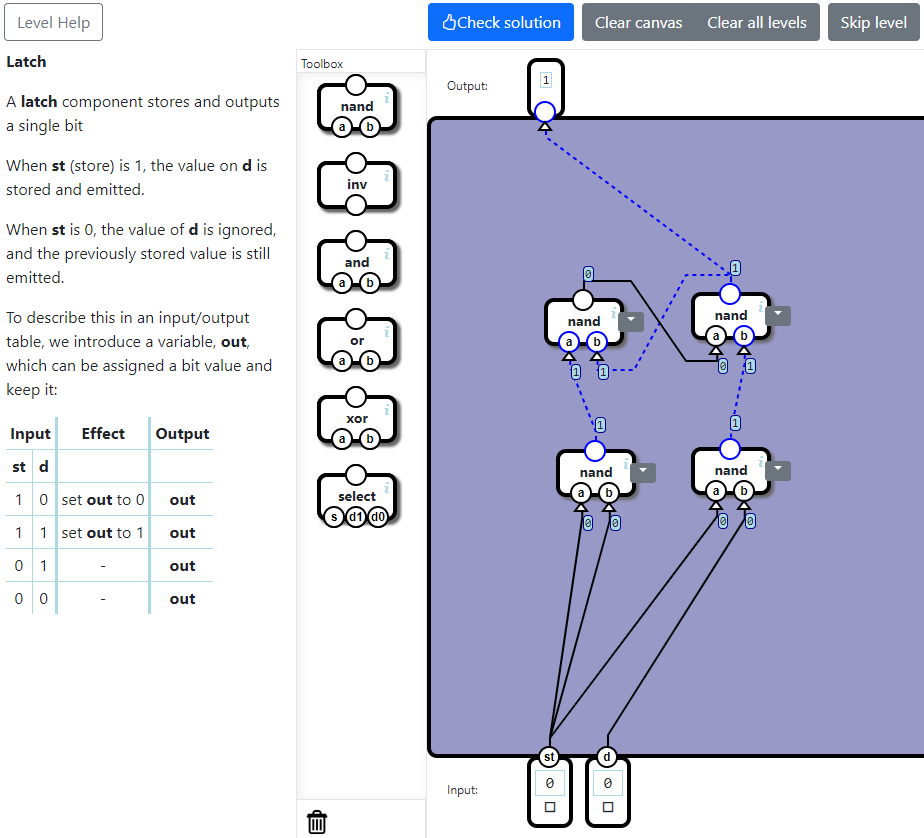 Level Help
Check solution
Clear canvas
Clear all levels
Skip level
Latch
A latch component stores and outputs
a single bit
When st (store) is 1, the value on d is
stored and emitted.
When st is 0, the value of d is ignored,
and the previously stored value is still
emitted.
To describe this in an input/output
table, we introduce a variable, out,
which can be assigned a bit value and
keep it:
Input Effect Output
st d
1 0 set out to 0 out
1 1 set out to 1 out
0 1 - out
0 0 - out
Toolbox
nand i
a b
inv i
and i
a b
or i
a b
xor i
a b
select i
s d1 d0
Output:
1
0
1
nand i
a b
nand i
a b
1 1
0 1
1
1
nand i
a b
nand i
a b
0 0
0 0
Input:
st
d
0
0